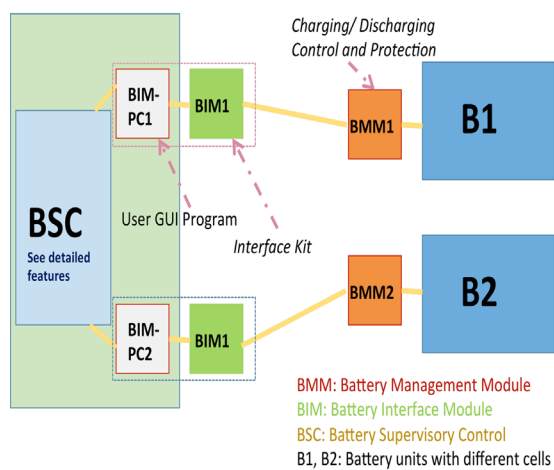 Charging/ Discharging
Control and Protection
BIM-
PC1
BIM1
BMM1
B1
BSC
See detailed
features
User GUI Program
Interface Kit
BIM-
PC2
BIM1
BMM2
B2
BMM: Battery Management Module
BIM: Battery Interface Module
BSC: Battery Supervisory Control
B1, B2: Battery units with different cells